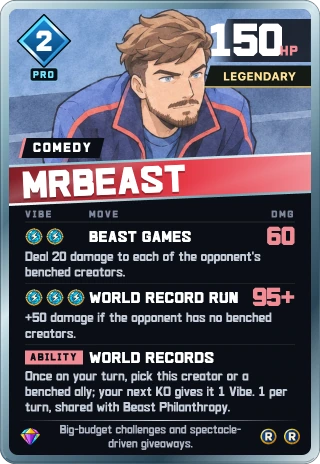 2
PRO
150HP
LEGENDARY
COMEDY
MRBEAST
VIBE MOVE DMG
BEAST GAMES 60
Deal 20 damage to each of the opponent's
benched creators.
WORLD RECORD RUN 95+
+50 damage if the opponent has no benched
creators.
ABILITY WORLD RECORDS
Once on your turn, pick this creator or a
benched ally; your next KO gives it 1 Vibe. 1 per
turn, shared with Beast Philanthropy.
Big-budget challenges and spectacle-
driven giveaways.
R R